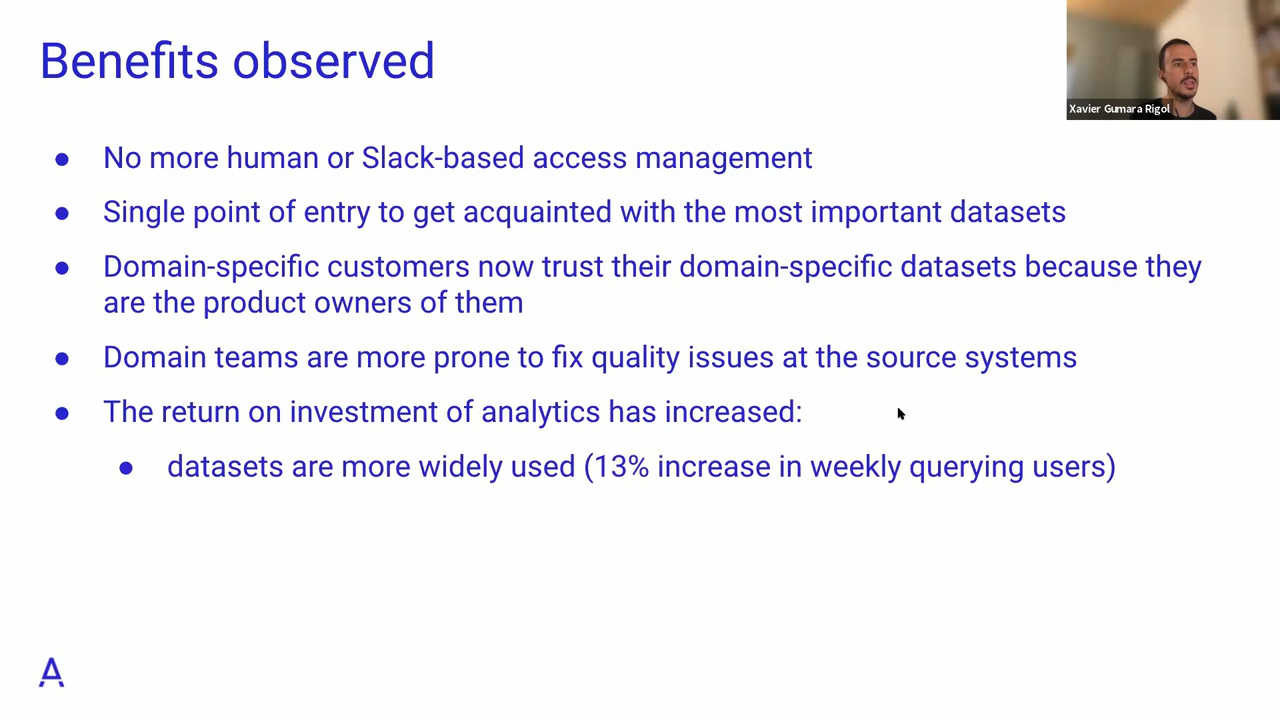 Benefits observed
Xavier Gumara Rigol
● No more human or Slack-based access management
● Single point of entry to get acquainted with the most important datasets
● Domain-specific customers now trust their domain-specific datasets because they
are the product owners of them
● Domain teams are more prone to fix quality issues at the source systems
● The return on investment of analytics has increased:
● datasets are more widely used (13% increase in weekly querying users)
A